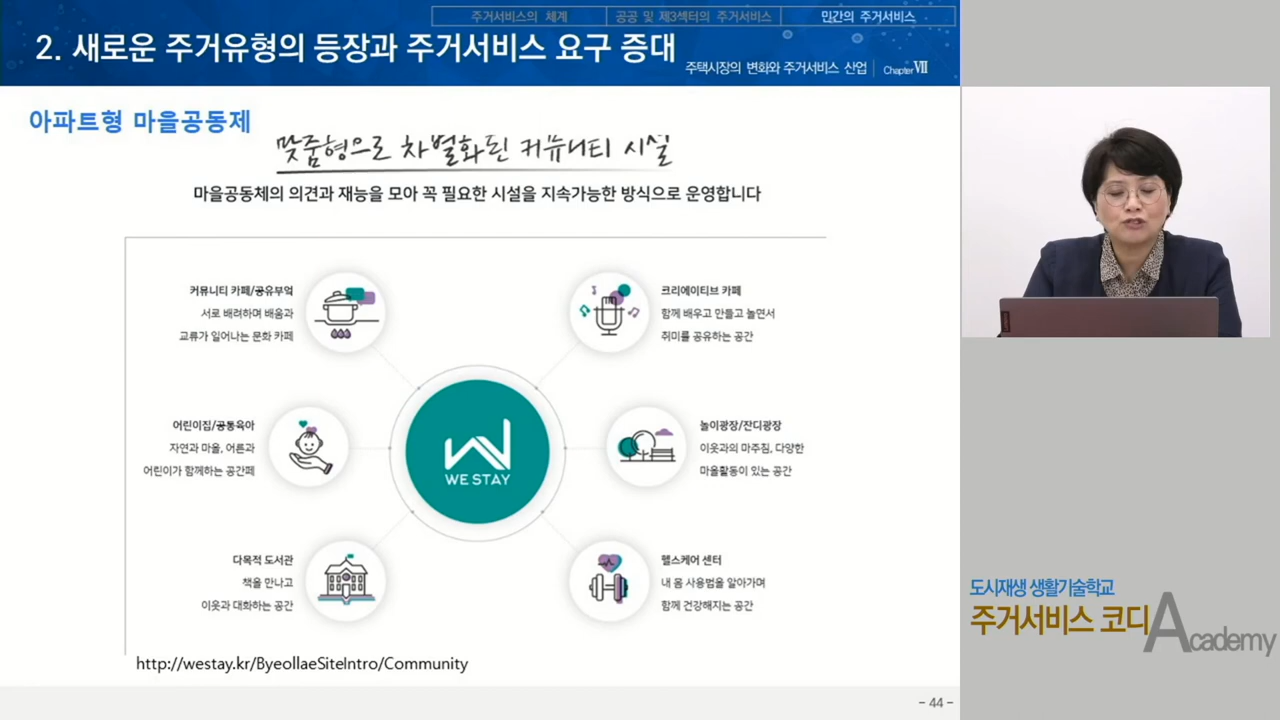 주거서비스의 체계
공공 및 제3섹터의 주거서비스
민간의 주거서비스
2. 새로운 주거유형의 등장과 주거서비스 요구 증대
주택시장의 변화와 주거서비스 산업
Chapter Ⅶ
아파트형 마을공동제
맞춤형으로 차별화된 커뮤니티 시설
마을공동체의 의견과 재능을 모아 꼭 필요한 시설을 지속가능한 방식으로 운영합니다
커뮤니티 카페/공유부엌
서로 배려하며 배움과
교류가 일어나는 문화 카페
크리에이티브 카페
함께 배우고 만들고 놀면서
취미를 공유하는 공간
어린이집/공통육아
자연과 마을, 어른과
어린이가 함께하는 공간페
WE STAY
놀이광장/잔디광장
이웃과의 마주침, 다양한
마을활동이 있는 공간
다목적 도서관
책을 만나고
이웃과 대화하는 공간
헬스케어 센터
내 몸 사용법을 알아가며
함께 건강해지는 공간
http://westay.kr/ByeollaeSiteIntro/Community
- 44 -
도시재생 생활기술학교
주거서비스 코디 Academy